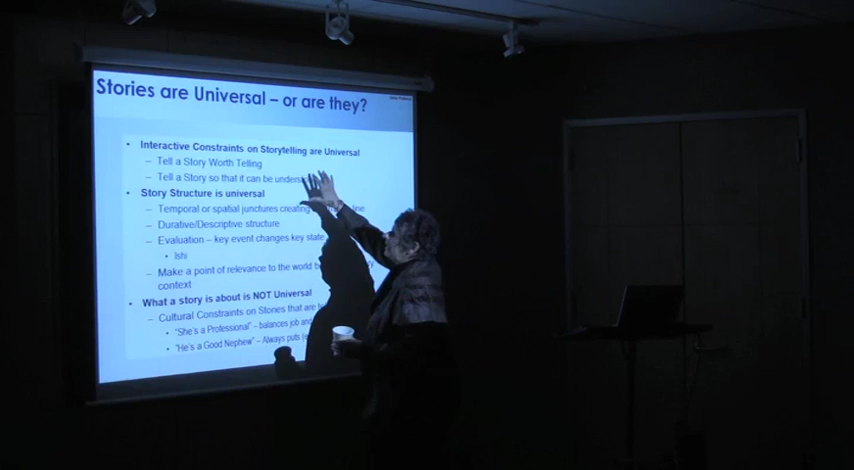 Stories are Universal – or are they?
• Interactive Constraints on Storytelling are Universal
– Tell a Story Worth Telling
– Tell a Story so that it can be
• Story Structure is universal
– Temporal or spatial junctures creating line
– Durative/Descriptive structure
– Evaluation – key event changes key state
• Ishi
– Make a point of relevance to the world
context
• What a story is about is NOT Universal
– Cultural Constraints on Stories that are
• "She's a Professional" – balances job and
• "He's a Good Nephew" – Always puts